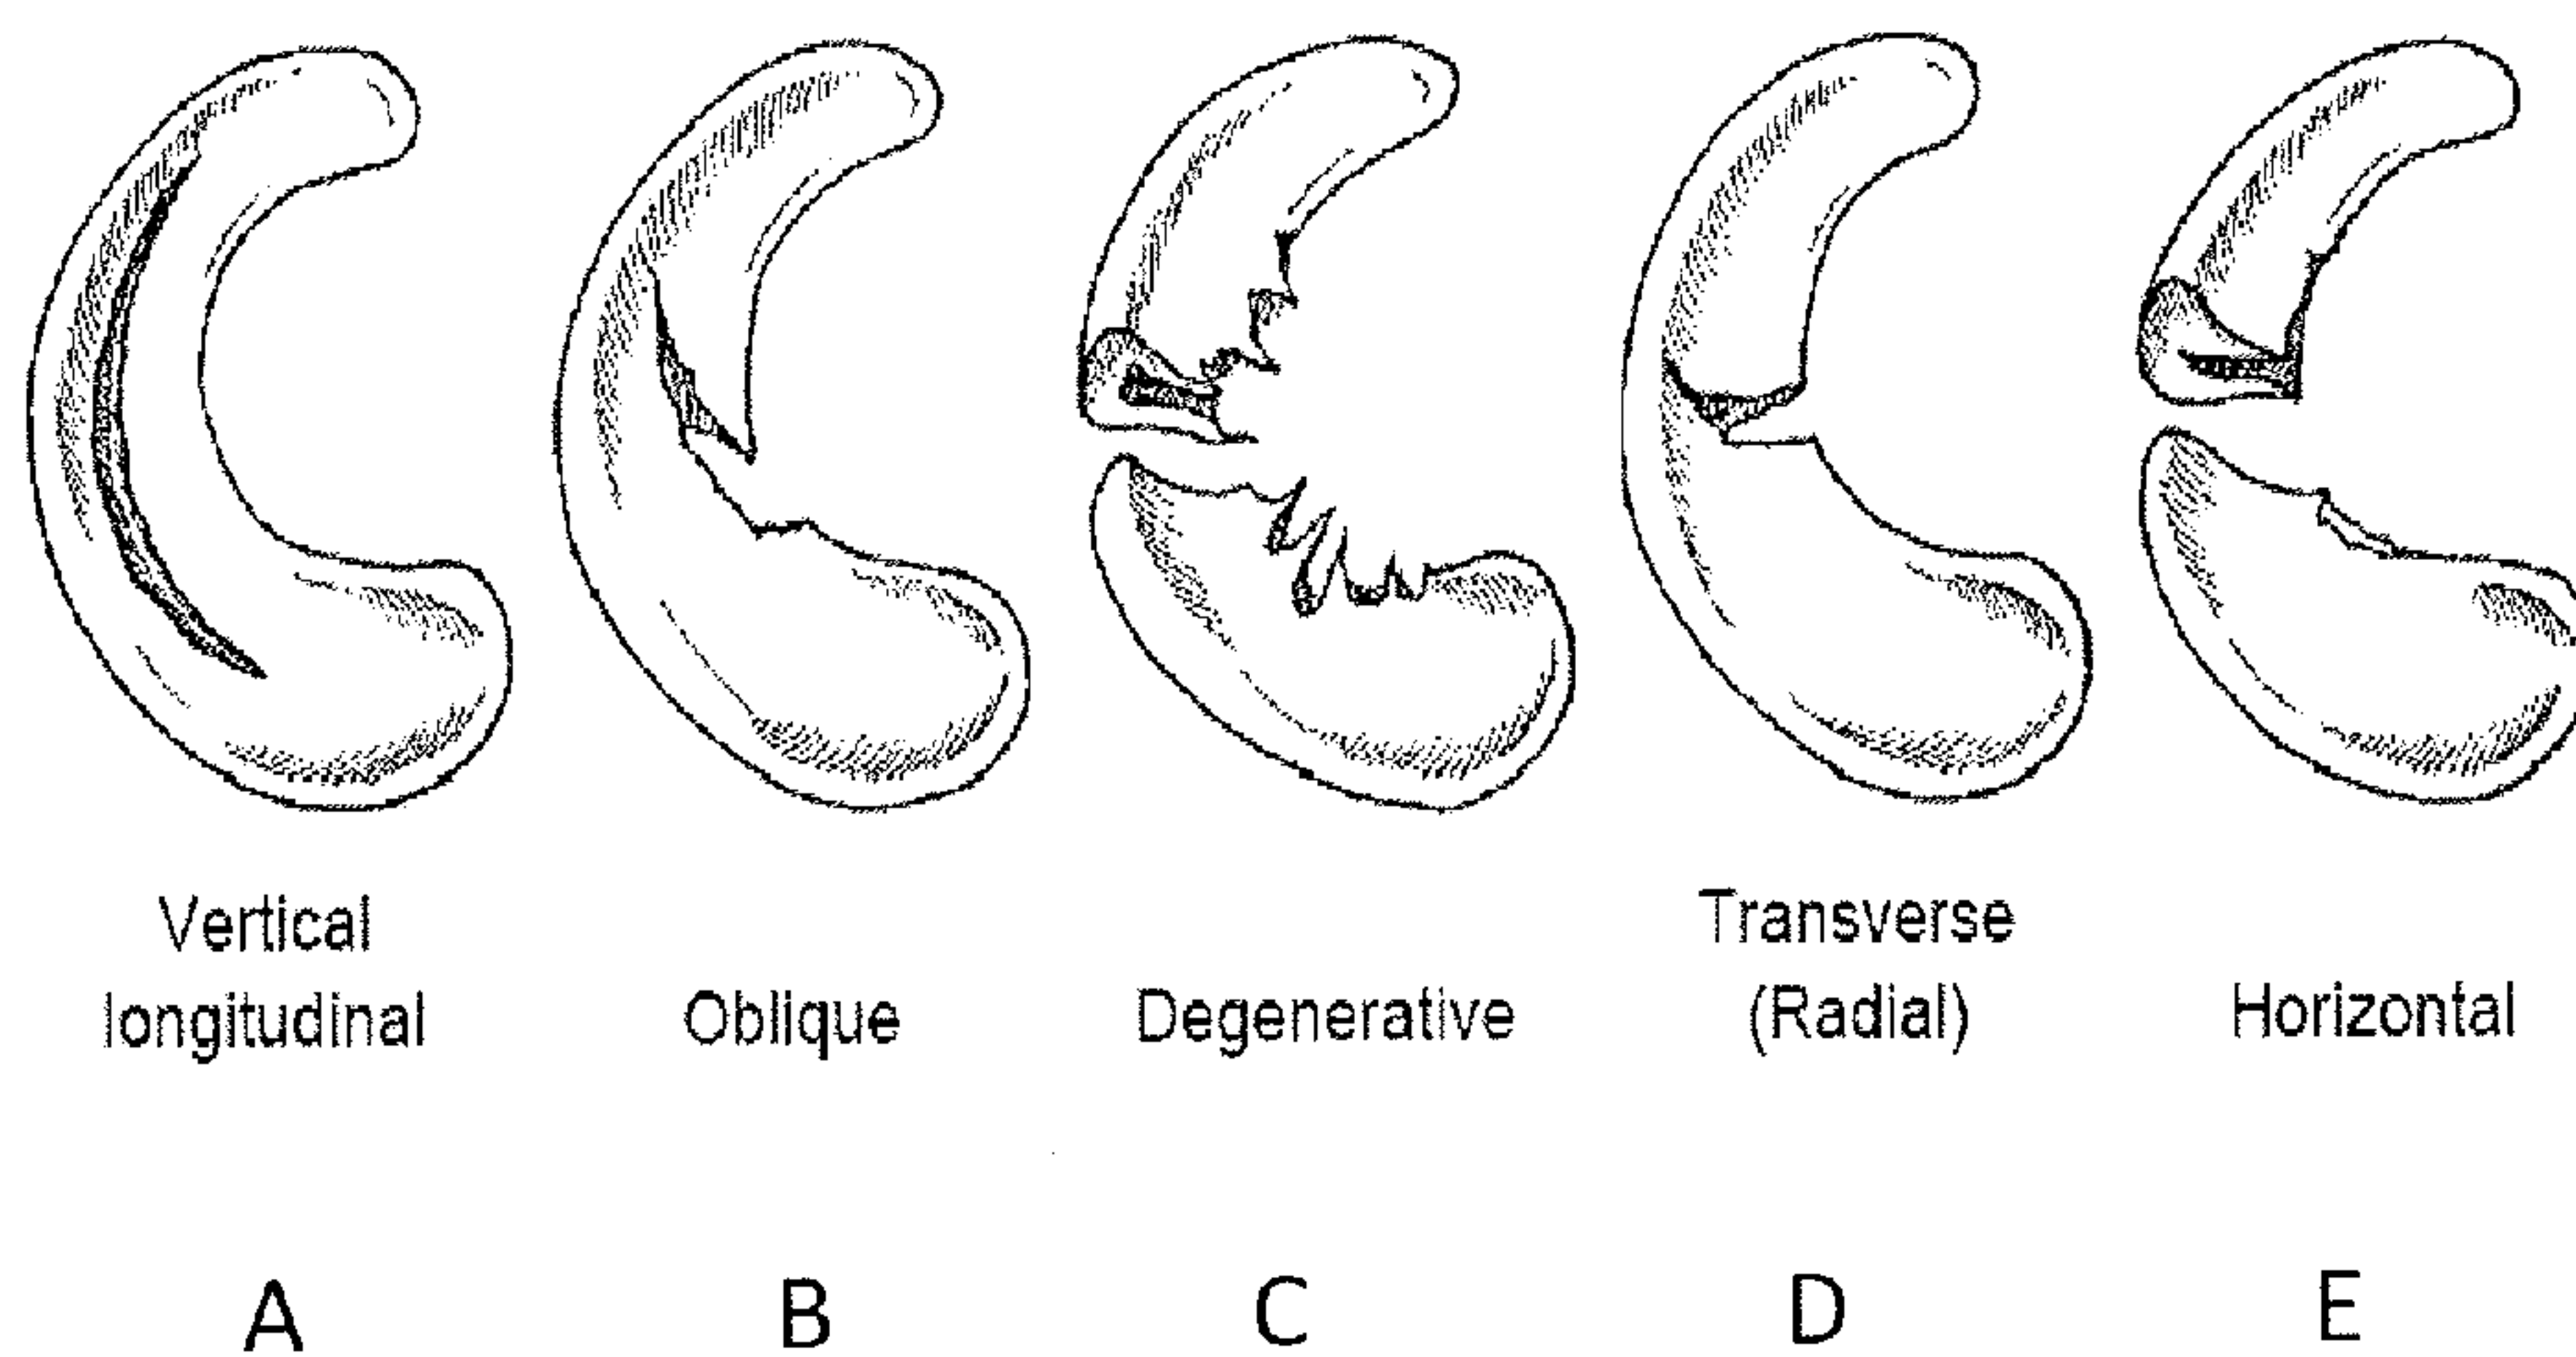 Vertical
longitudinal
Oblique
Degenerative
Transverse
(Radial)
Horizontal
A
B
C
D
E